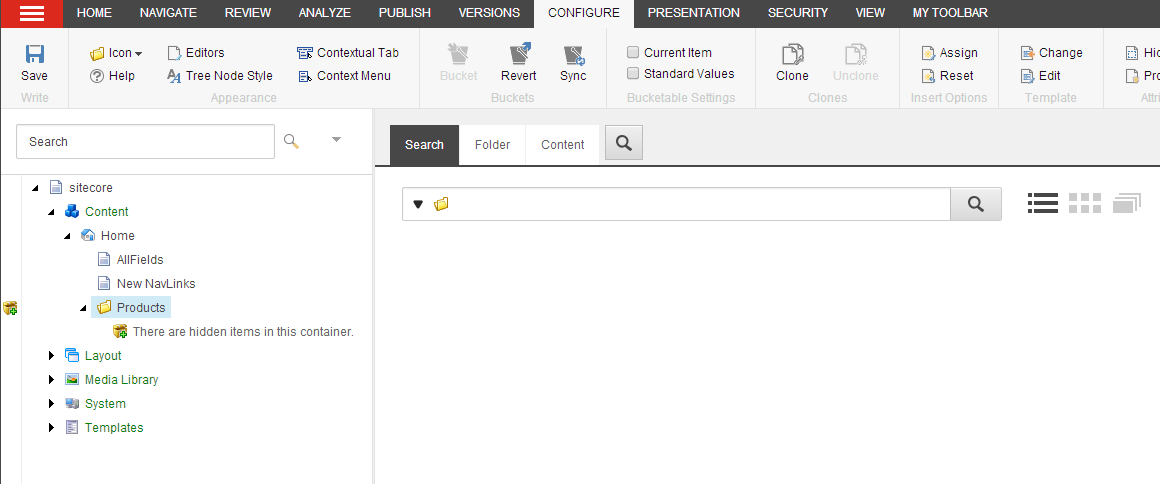 HOME NAVIGATE REVIEW ANALYZE PUBLISH VERSIONS CONFIGURE PRESENTATION SECURITY VIEW MY TOOLBAR
Save
Write
Icon Editors Contextual Tab
Help Tree Node Style Context Menu
Appearance
Bucket Revert Sync
Buckets
Current Item
Standard Values
Bucketable Settings
Clone Unclone
Clones
Assign
Reset
Insert Options
Change
Edit
Template
Hid
Pro
Attri
Search
sitecore
Content
Home
AllFields
New NavLinks
Products
There are hidden items in this container.
Layout
Media Library
System
Templates
Search Folder Content